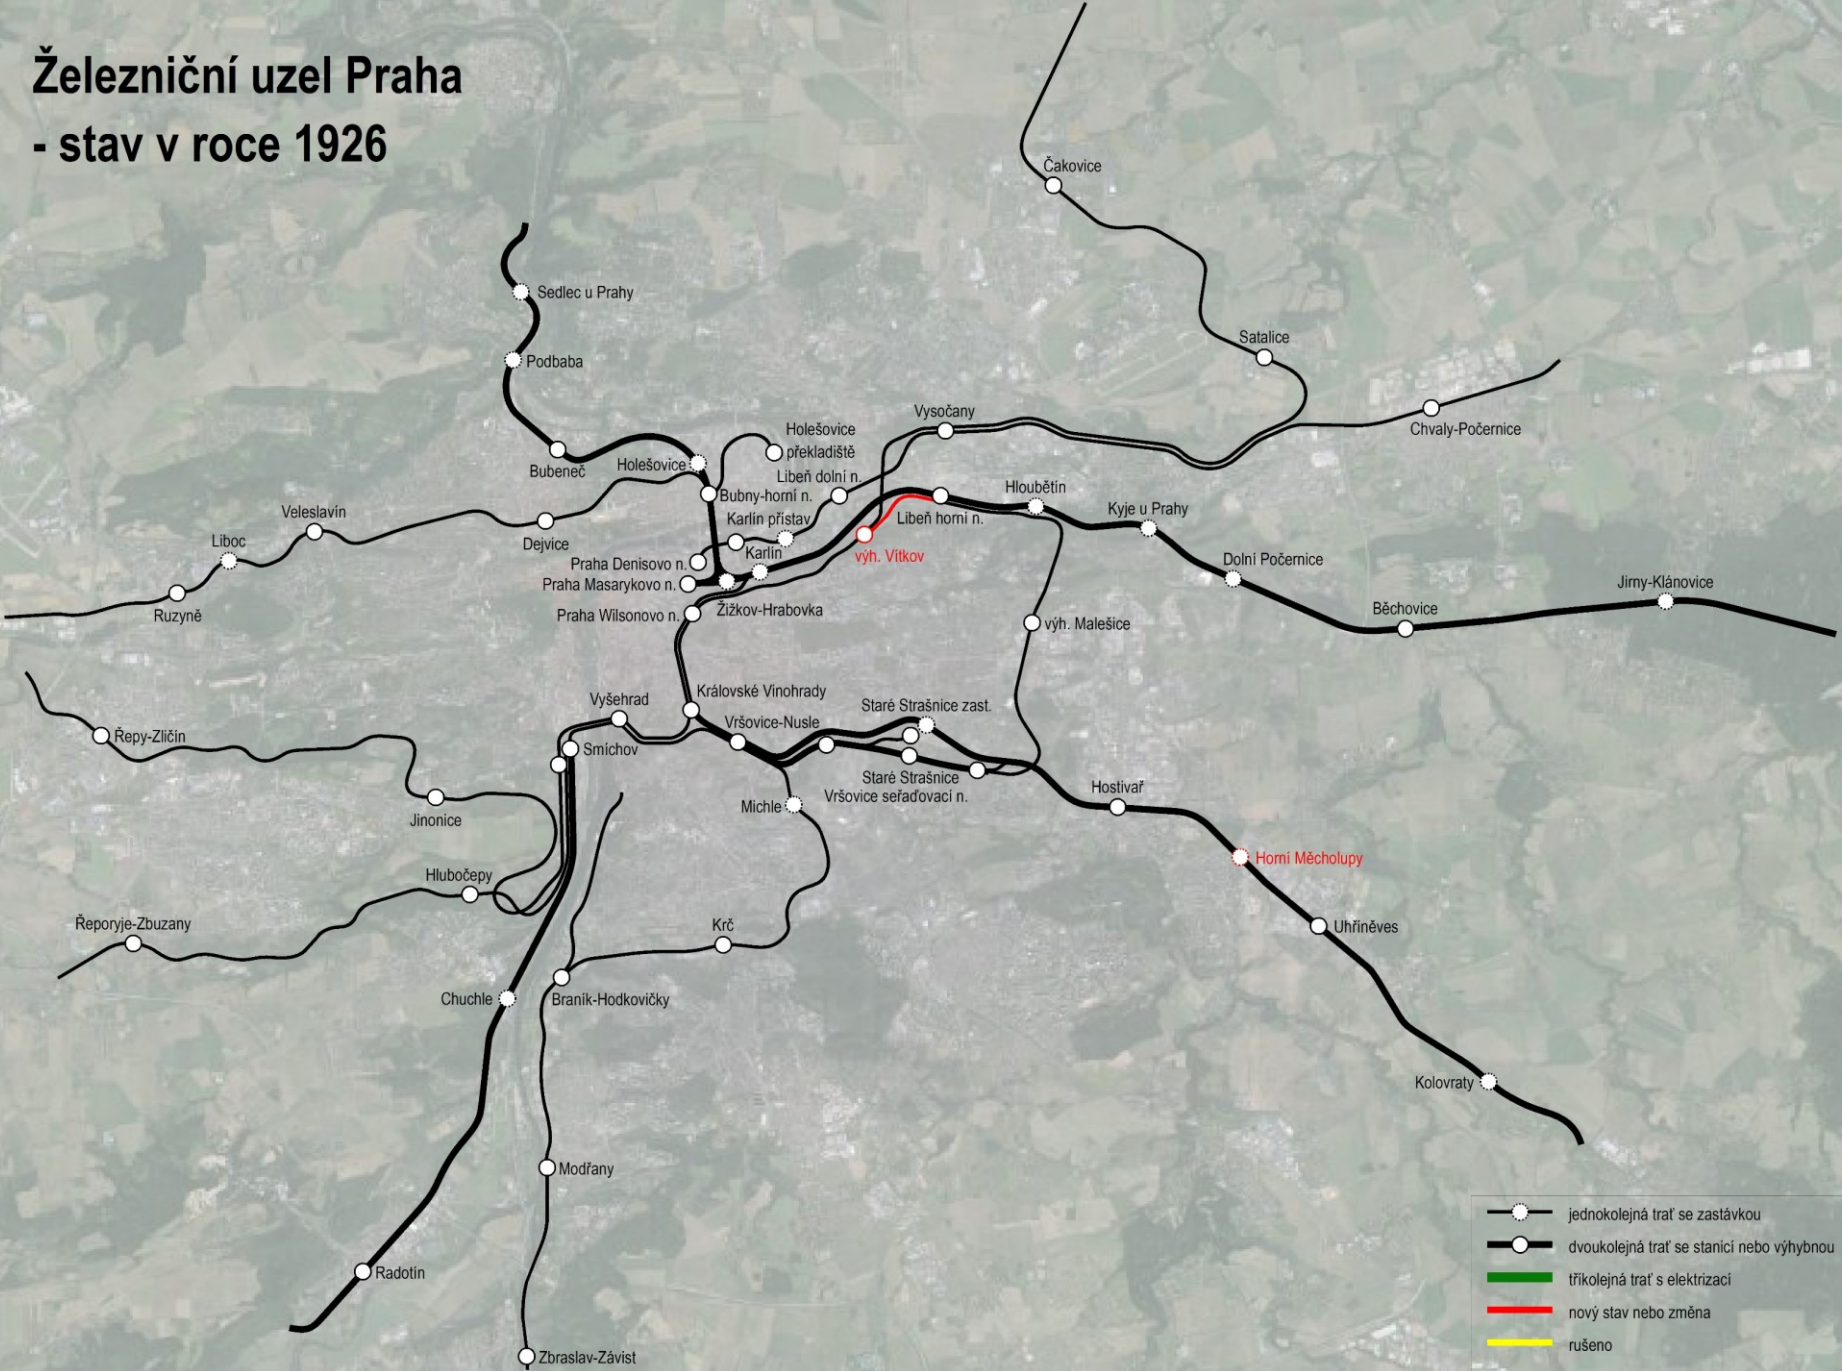 Železniční uzel Praha
- stav v roce 1926
Čakovice
Sedlec u Prahy
Satalice
Podbaba
Vysočany
Chvaly-Počernice
Holešovice
překladiště
Bubeneč
Holešovice
Libeň dolní n.
Bubny-horní n.
Hloubětín
Veleslavín
Karlín přístav
Libeň horní n.
Kyje u Prahy
Liboc
Dejvice
Karlín
výh. Vítkov
Praha Denisovo n.
Dolní Počernice
Praha Masarykovo n.
Jirny-Klánovice
Ruzyně
Praha Wilsonovo n.
Žižkov-Hrabovka
Běchovice
výh. Malešice
Vyšehrad
Královské Vinohrady
Staré Strašnice zast.
Vršovice-Nusle
Řepy-Zličín
Smíchov
Staré Strašnice
Vršovice seřaďovací n.
Hostivař
Michle
Jinonice
Horní Měcholupy
Hlubočepy
Řeporyje-Zbuzany
Krč
Uhříněves
Chuchle
Braník-Hodkovičky
Kolovraty
Modřany
Radotín
Zbraslav-Závist
jednokolejná trať se zastávkou
dvoukolejná trať se stanicí nebo výhybnou
tříkolejná trať s elektrizací
nový stav nebo změna
rušeno